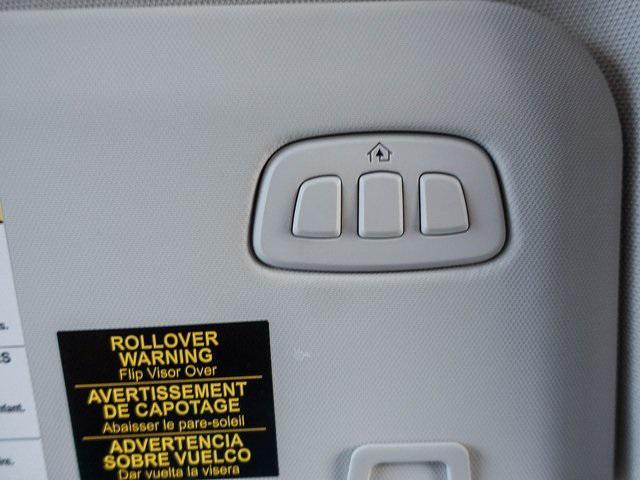 ROLLOVER
WARNING
Flip Visor Over
AVERTISSEMENT
DE CAPOTAGE
Abaisser le pare-soleil
ADVERTENCIA
SOBRE VUELCO
Dar vuelta la visera